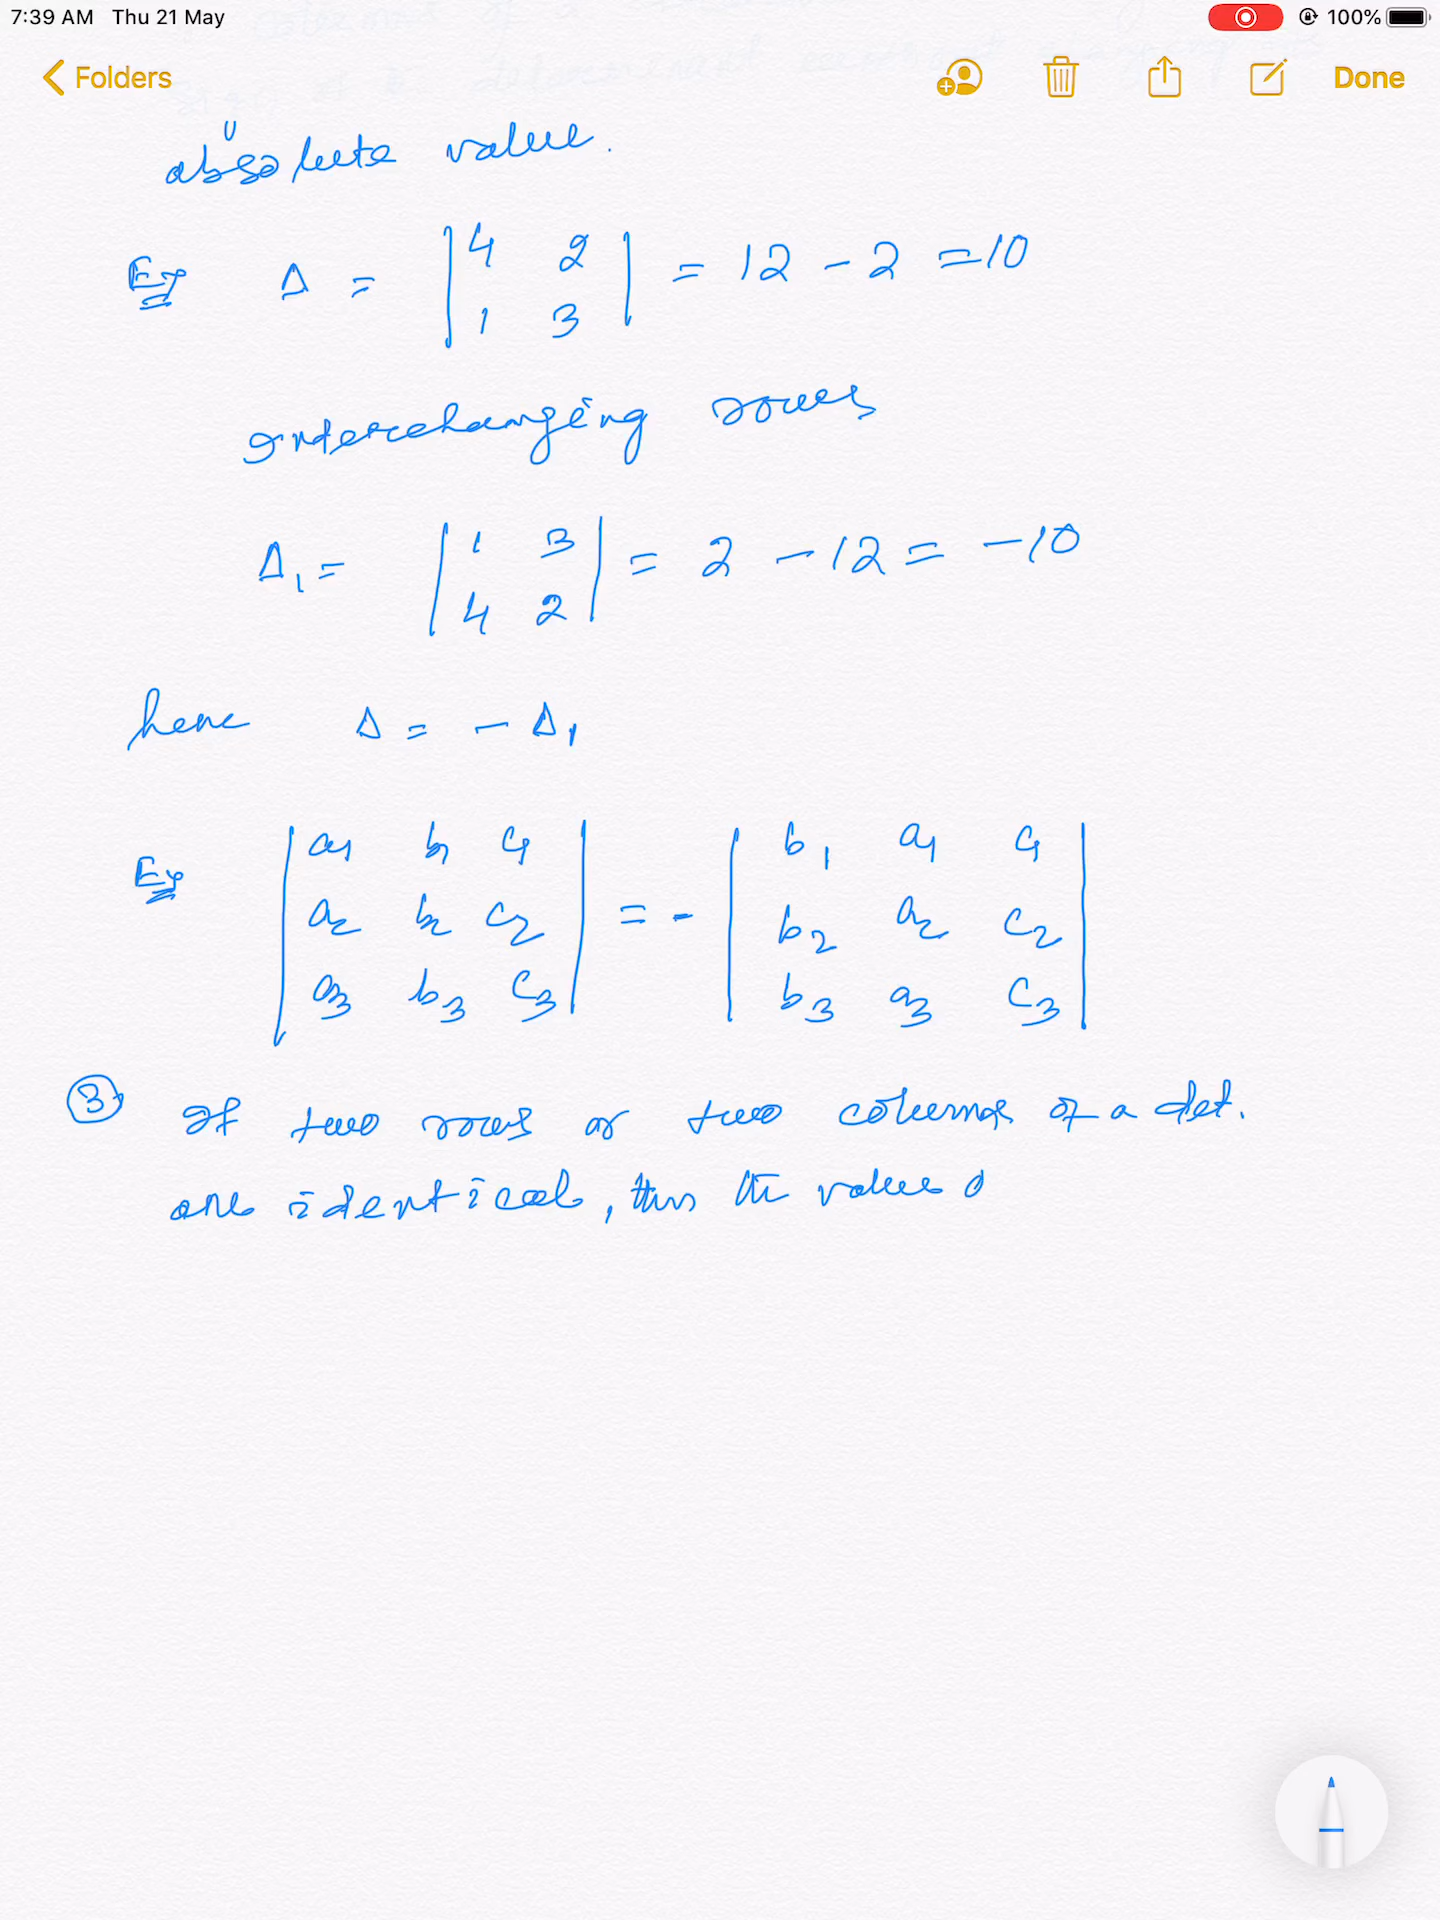 7:39 AM Thu 21 May 100%
Folders Done
absolute value.
Ex Δ = | 4 2 | = 12 - 2 = 10
| 1 3 |
interchanging rows
Δ₁ = | 1 3 | = 2 - 12 = -10
| 4 2 |
here Δ = - Δ₁
Ex | a₁ b₁ c₁ | = - | b₁ a₁ c₁ |
| a₂ b₂ c₂ | | b₂ a₂ c₂ |
| a₃ b₃ c₃ | | b₃ a₃ c₃ |
③ If two rows or two columns of a det.
are identical, then the value o